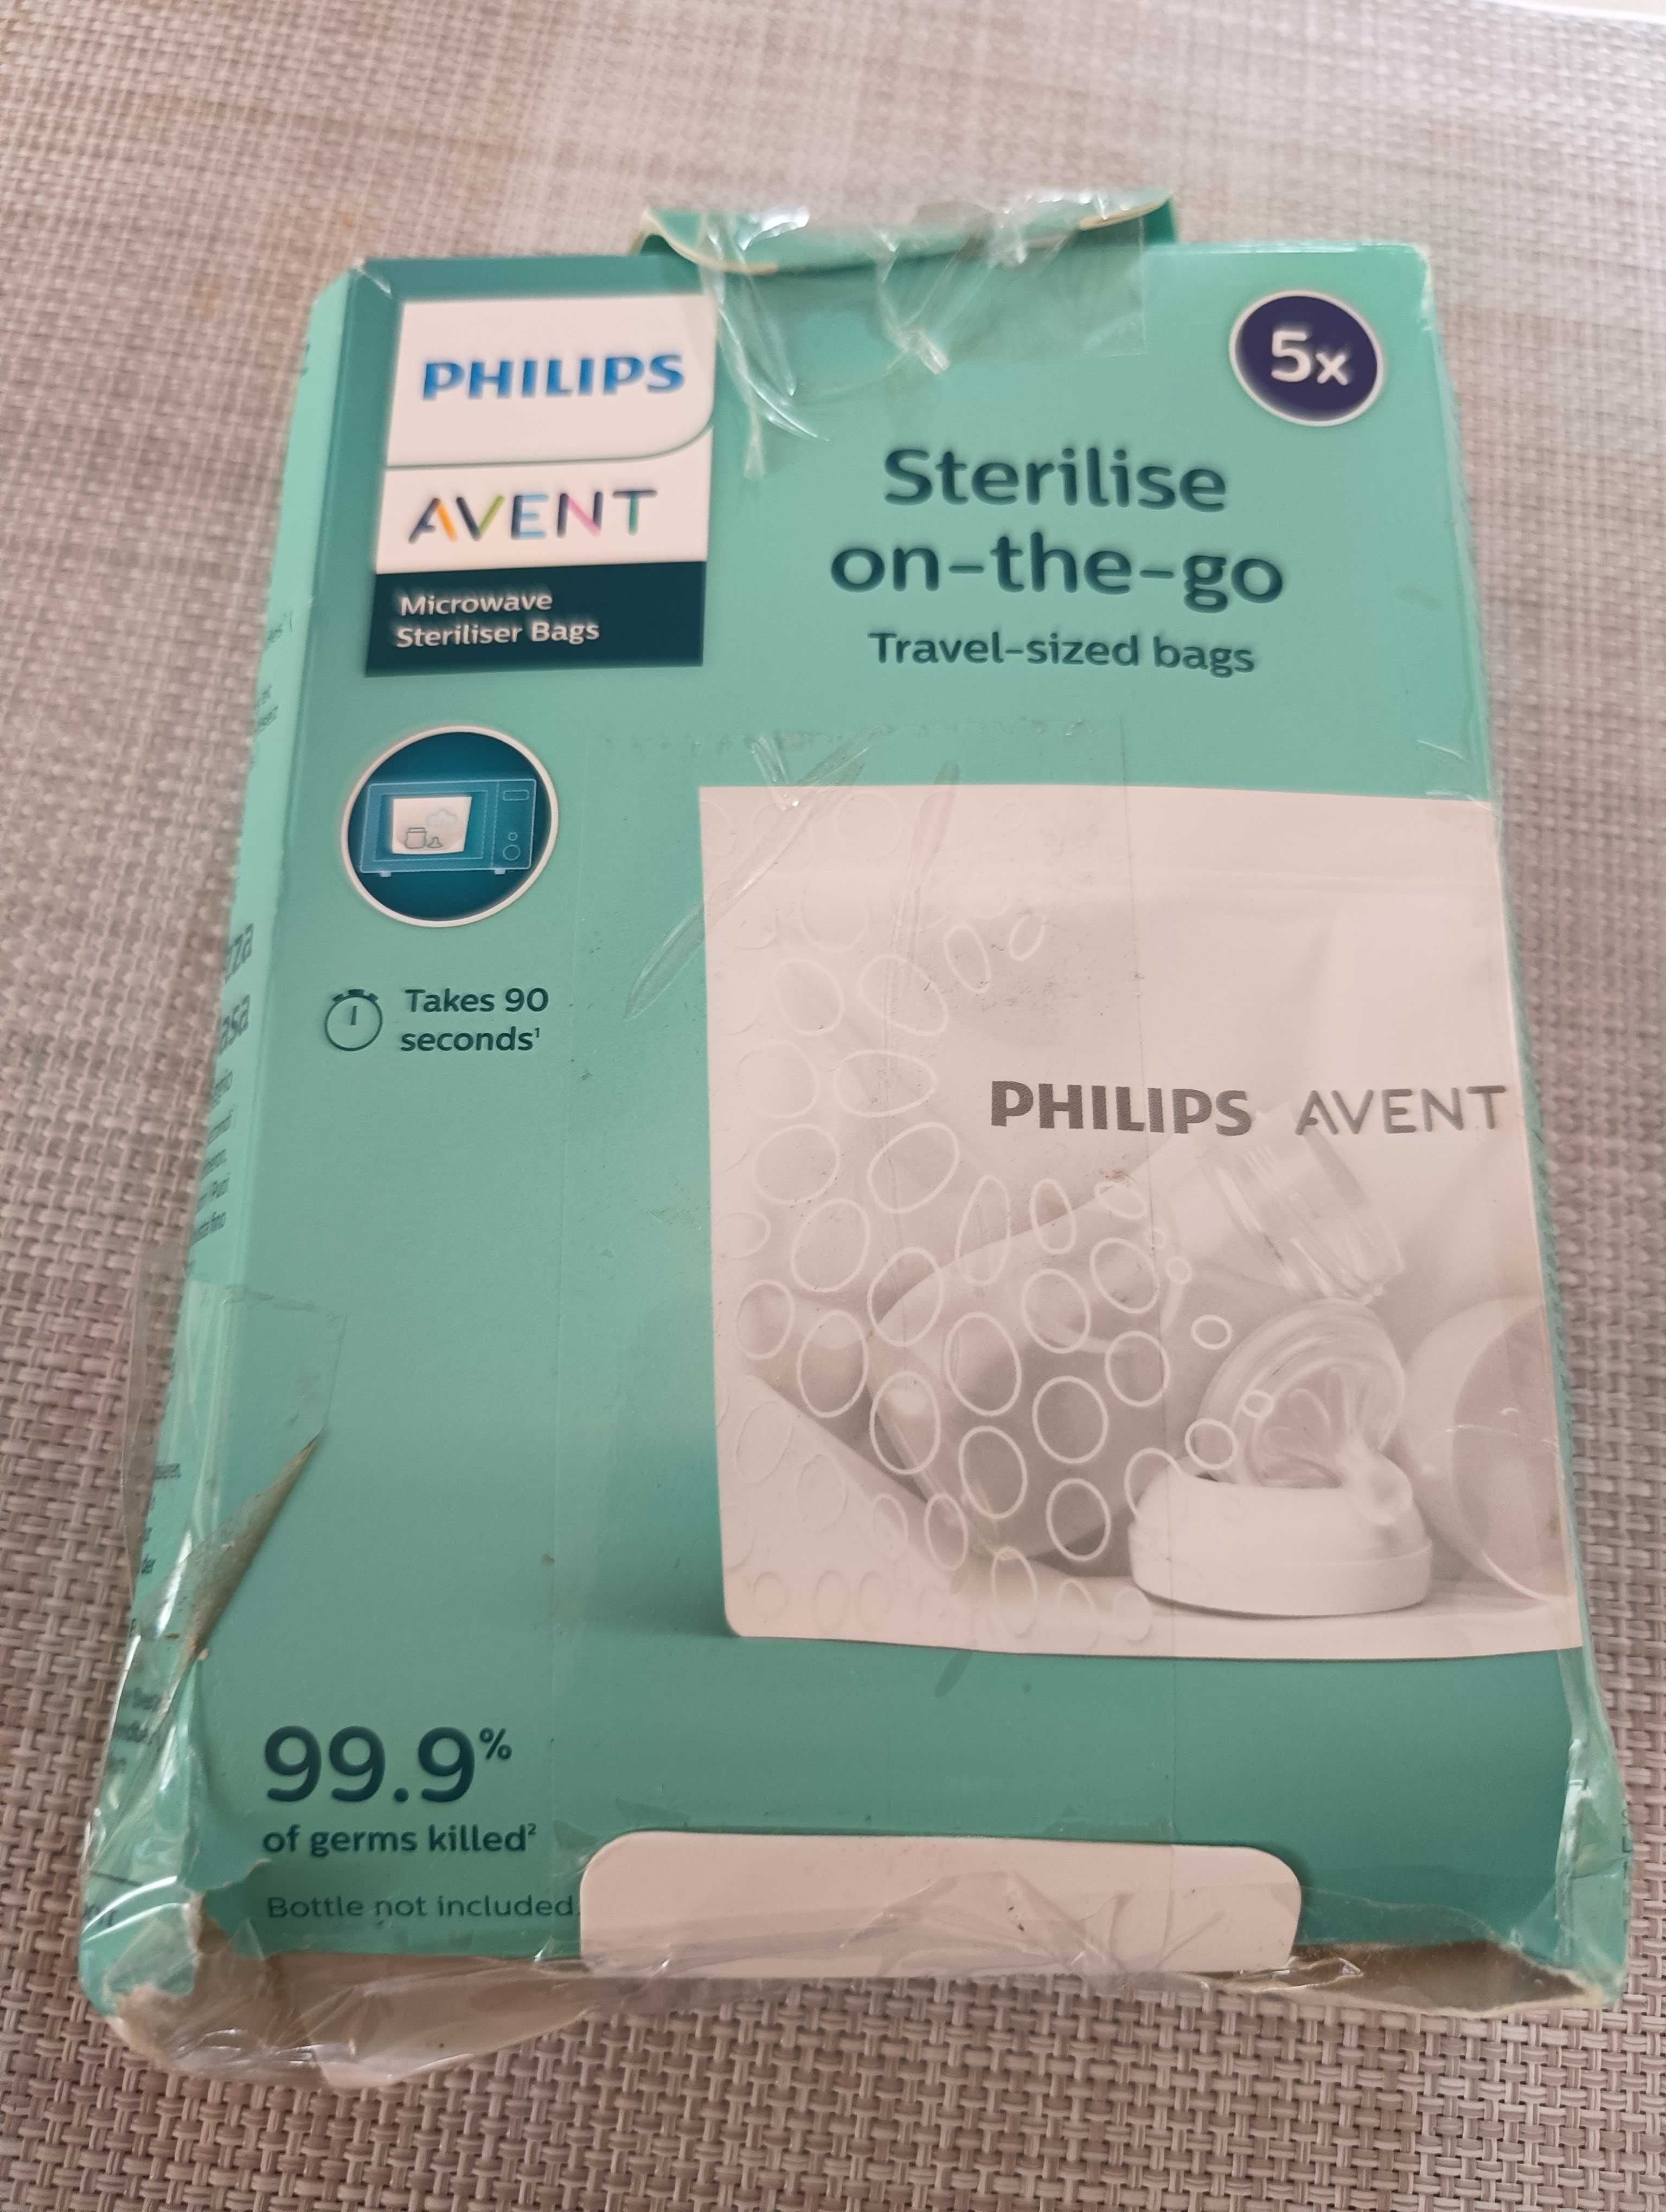 PHILIPS
AVENT
Microwave
Steriliser Bags
5x
Sterilise
on-the-go
Travel-sized bags
Takes 90
seconds¹
PHILIPS AVENT
99.9%
of germs killed²
Bottle not included